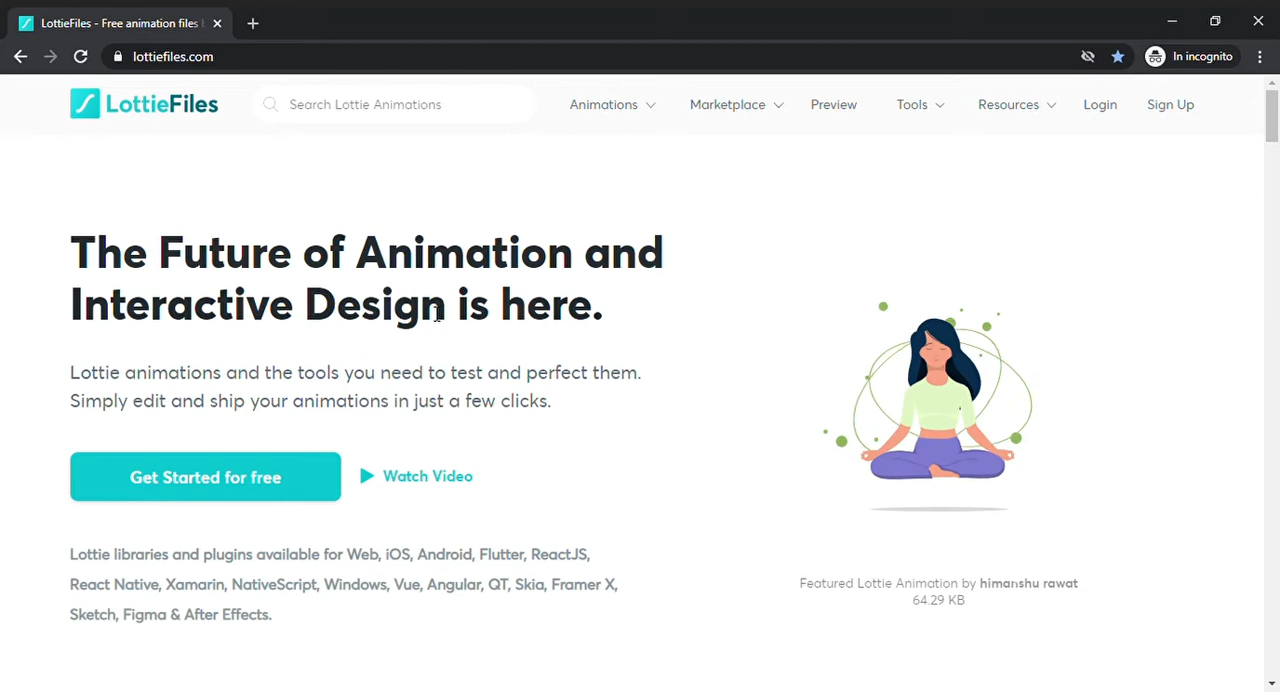 LottieFiles - Free animation files
lottiefiles.com
In incognito
LottieFiles
Search Lottie Animations
Animations
Marketplace
Preview
Tools
Resources
Login
Sign Up
The Future of Animation and
Interactive Design is here.
Lottie animations and the tools you need to test and perfect them.
Simply edit and ship your animations in just a few clicks.
Get Started for free
Watch Video
Lottie libraries and plugins available for Web, iOS, Android, Flutter, ReactJS,
React Native, Xamarin, NativeScript, Windows, Vue, Angular, QT, Skia, Framer X,
Sketch, Figma & After Effects.
Featured Lottie Animation by himanshu rawat
64.29 KB